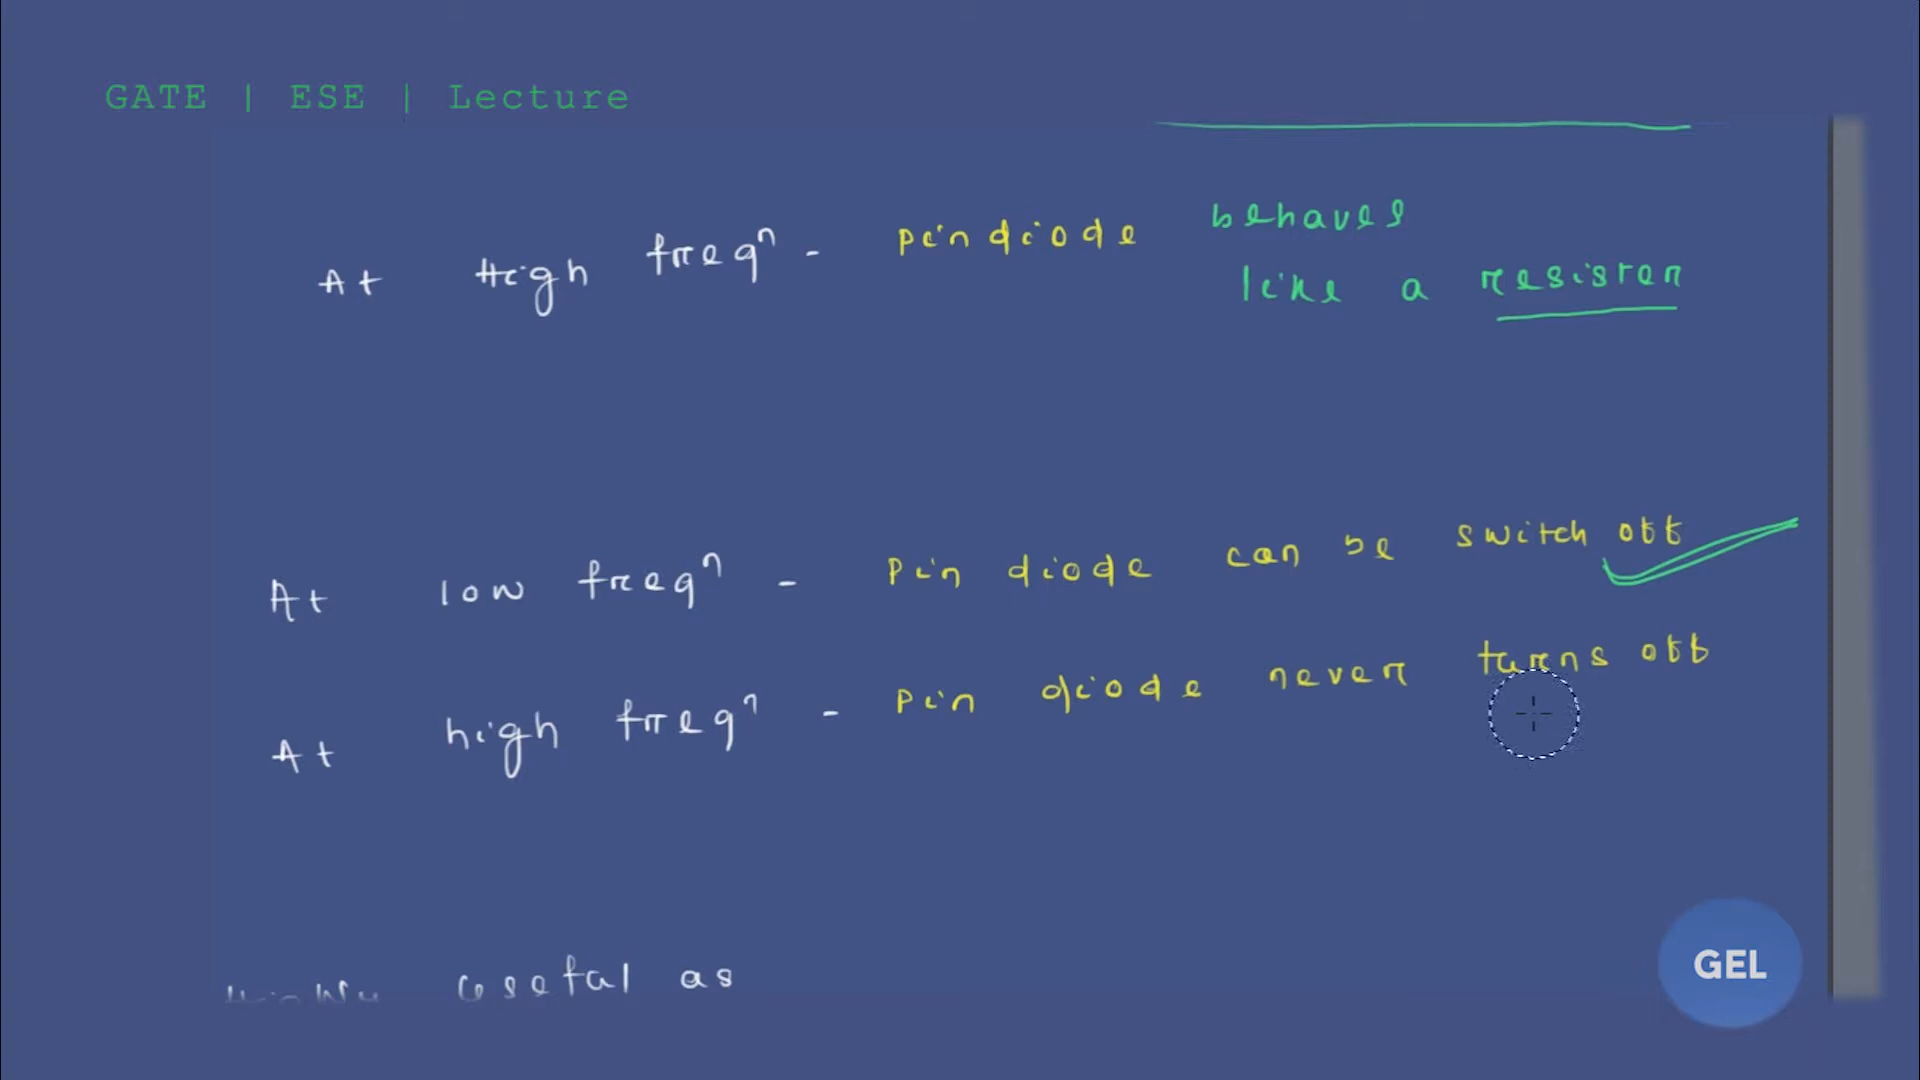 GATE | ESE | Lecture
At High freqn - pin diode behaves
like a resister
At low freqn - Pin diode can be switch off
At high freqn - Pin diode never turns off
useful as
GEL